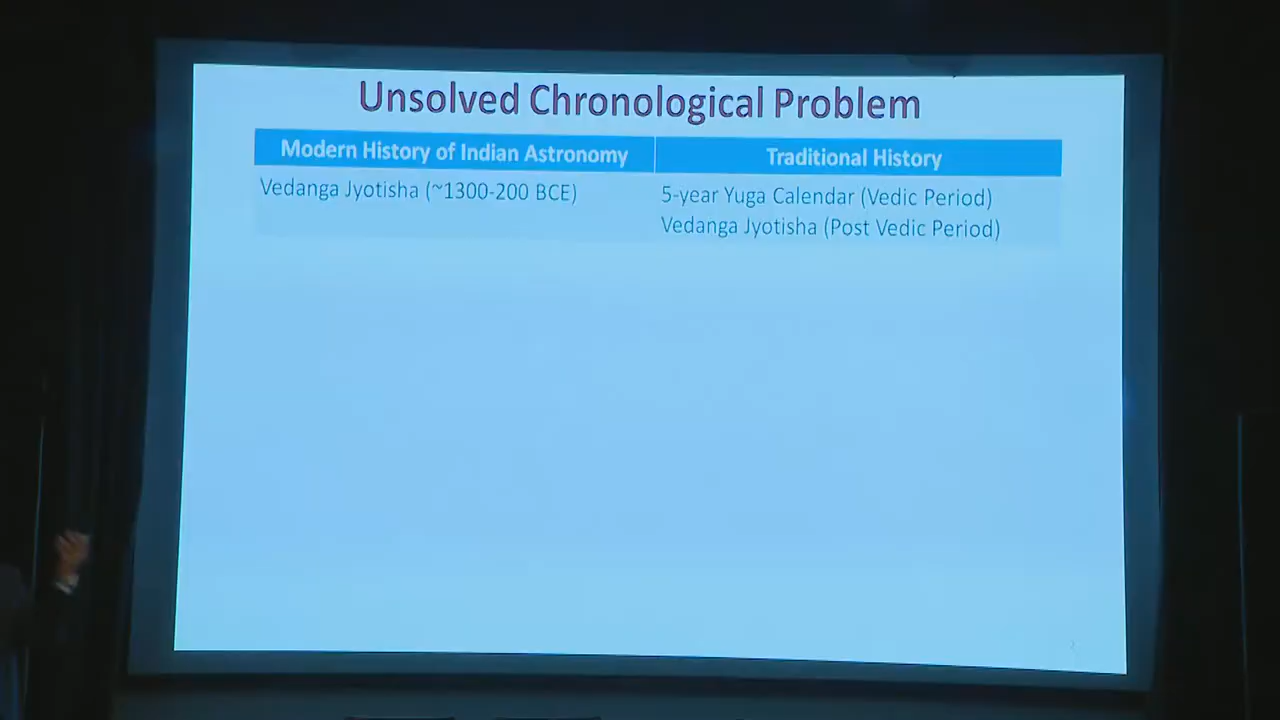 Unsolved Chronological Problem
Modern History of Indian Astronomy
Traditional History
Vedanga Jyotisha (~1300-200 BCE)
5-year Yuga Calendar (Vedic Period)
Vedanga Jyotisha (Post Vedic Period)